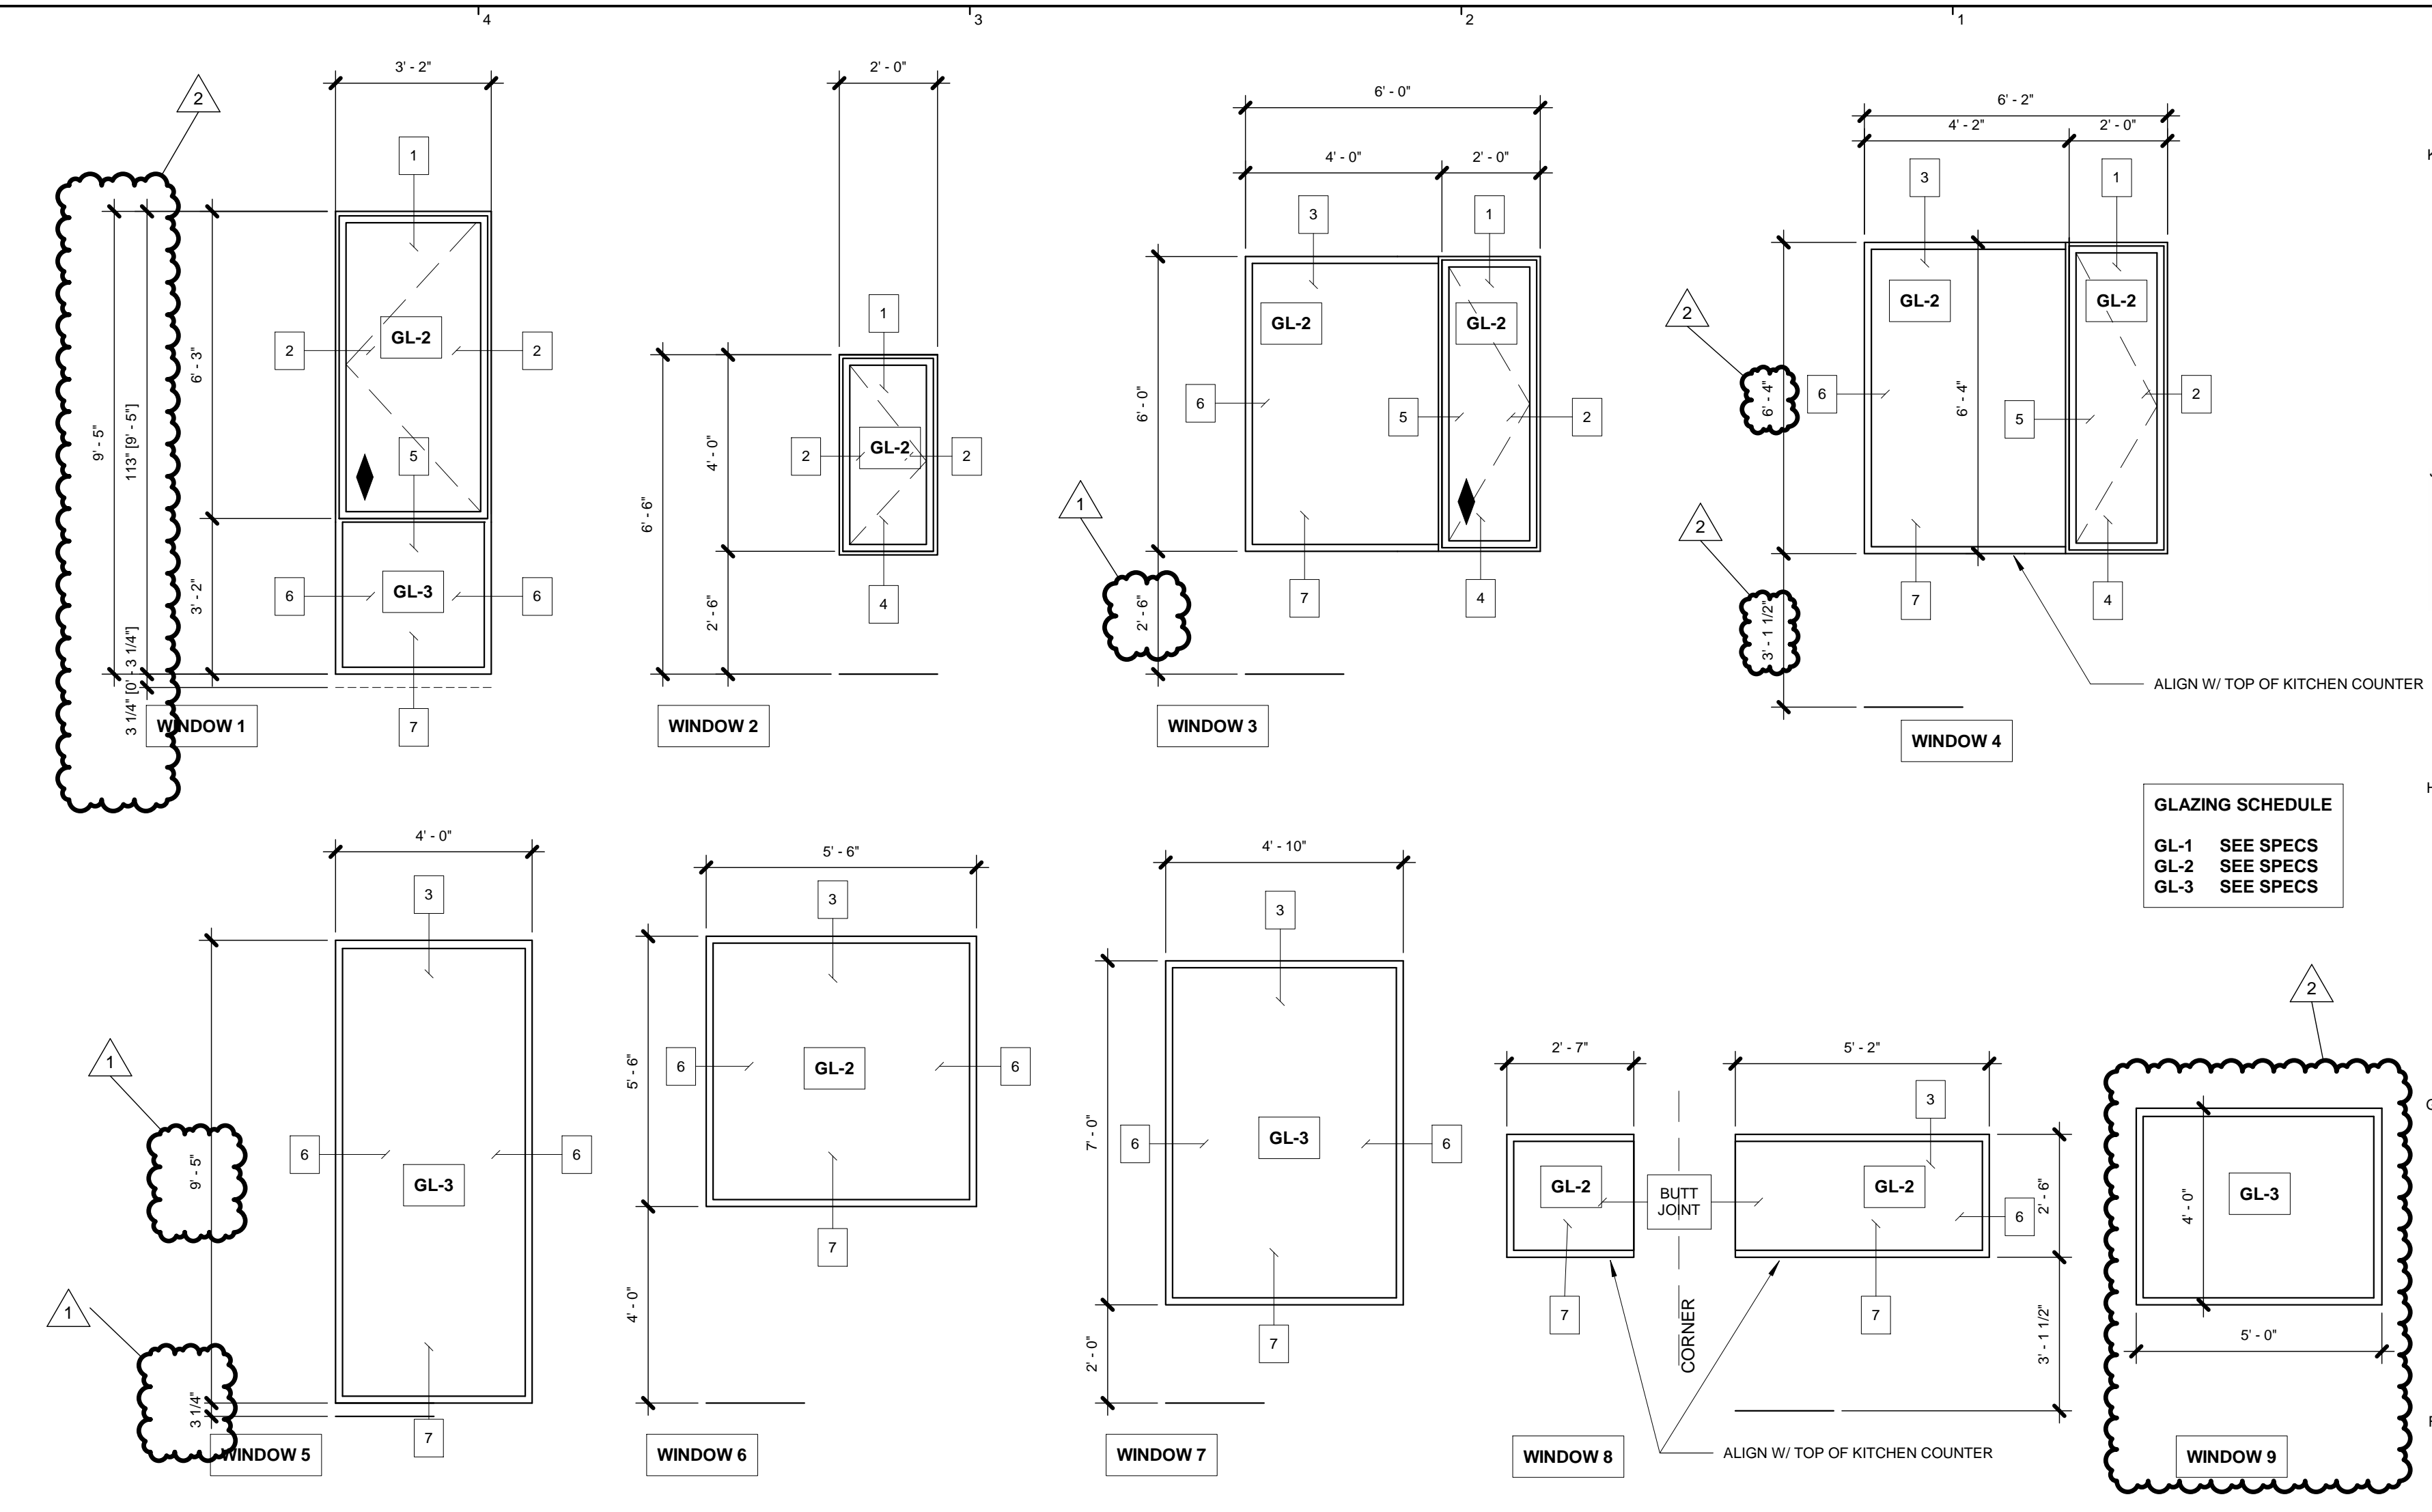 4
3
2
1
2
3' - 2"
1
9' - 5"
113" [9' - 5"]
3 1/4" [0' - 3 1/4"]
6' - 3"
3' - 2"
2
GL-2
2
5
6
GL-3
6
7
WINDOW 1
2' - 0"
1
6' - 6"
4' - 0"
2' - 6"
2
GL-2
2
4
WINDOW 2
6' - 0"
4' - 0"
2' - 0"
3
1
GL-2
GL-2
6' - 0"
6
5
2
1
2' - 6"
7
4
WINDOW 3
6' - 2"
4' - 2"
2' - 0"
3
1
GL-2
GL-2
2
6' - 4"
6
6' - 4"
5
2
2
3' - 1 1/2"
7
4
ALIGN W/ TOP OF KITCHEN COUNTER
WINDOW 4
GLAZING SCHEDULE
GL-1 SEE SPECS
GL-2 SEE SPECS
GL-3 SEE SPECS
4' - 0"
3
1
9' - 5"
6
6
GL-3
1
3 1/4"
7
WINDOW 5
5' - 6"
3
5' - 6"
6
GL-2
6
7
4' - 0"
WINDOW 6
4' - 10"
3
7' - 0"
6
GL-3
6
7
2' - 0"
WINDOW 7
2' - 7"
5' - 2"
3
GL-2
BUTT
JOINT
GL-2
6
2' - 6"
7
7
CORNER
3' - 1 1/2"
ALIGN W/ TOP OF KITCHEN COUNTER
WINDOW 8
2
4' - 0"
GL-3
5' - 0"
WINDOW 9